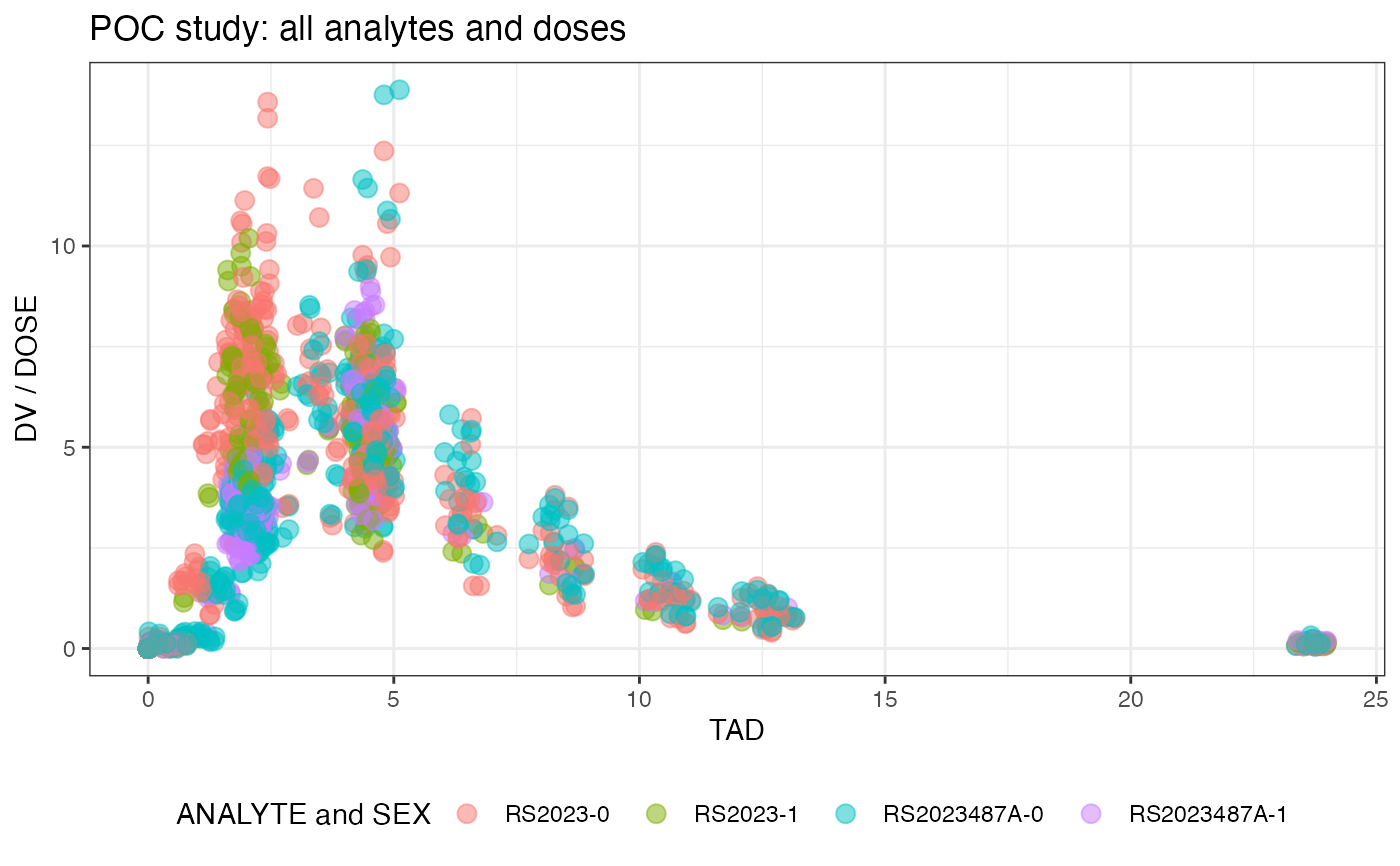 POC study: all analytes and doses
DV / DOSE
10
5
0
0 5 10 15 20 25
TAD
ANALYTE and SEX RS2023-0 RS2023-1 RS2023487A-0 RS2023487A-1